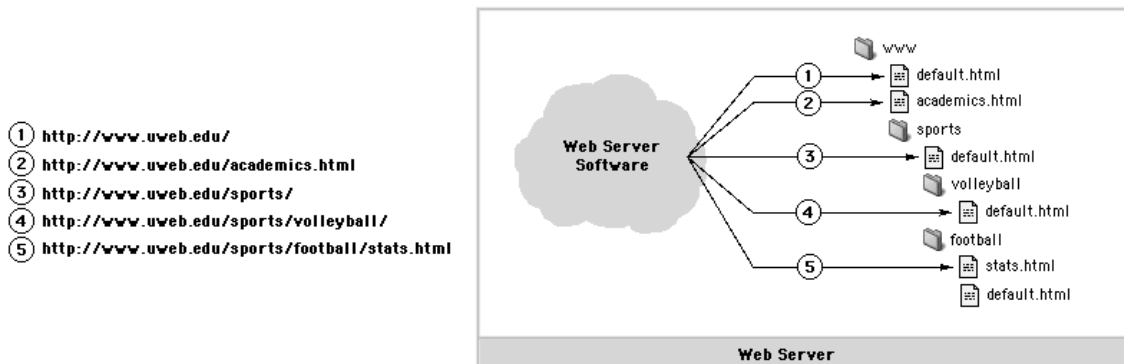 1 http://www.uweb.edu/
2 http://www.uweb.edu/academics.html
3 http://www.uweb.edu/sports/
4 http://www.uweb.edu/sports/volleyball/
5 http://www.uweb.edu/sports/football/stats.html
Web Server
Software
1
2
3
4
5
www
default.html
academics.html
sports
default.html
volleyball
default.html
football
stats.html
default.html
Web Server